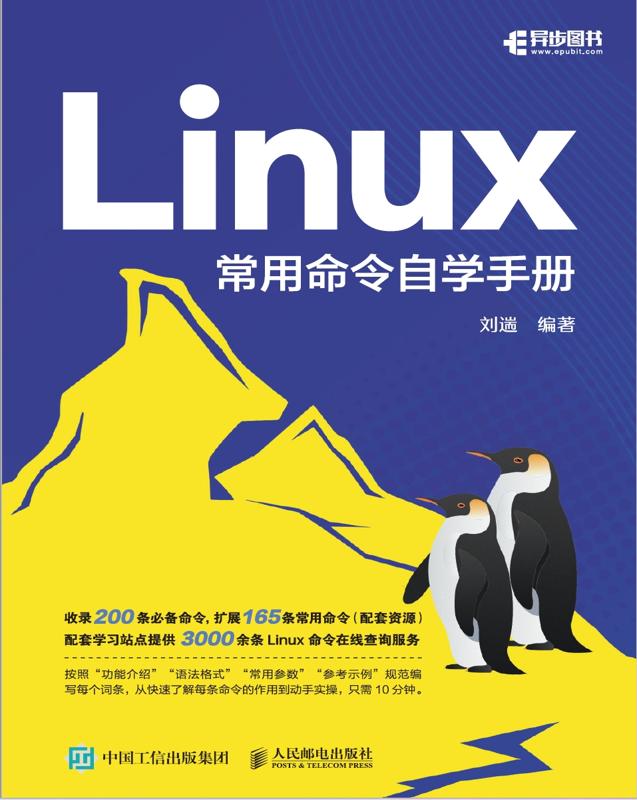 异步图书
www.epubit.com
Linux
常用命令自学手册
刘遄 编著
收录200条必备命令，扩展165条常用命令（配套资源）
配套学习站点提供 3000余条 Linux 命令在线查询服务
按照“功能介绍”“语法格式”“常用参数”“参考示例”规范编
写每个词条，从快速了解每条命令的作用到动手实操，只需 10 分钟。
中国工信出版集团
人民邮电出版社
POSTS & TELECOM PRESS